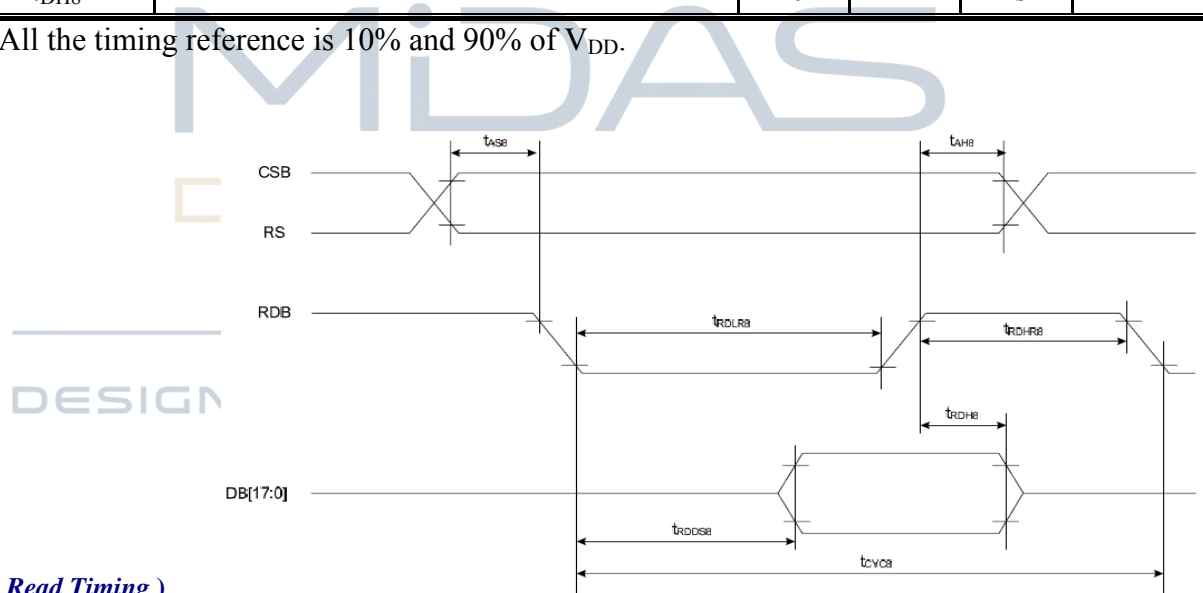 All the timing reference is 10% and 90% of VDD.
MiDAS
tAS8
tAH8
CSB
RS
RDB
tRDLR8
tRDHR8
DESIGN
tRDH8
DB[17:0]
tRDDS8
tCYC8
Read Timing )